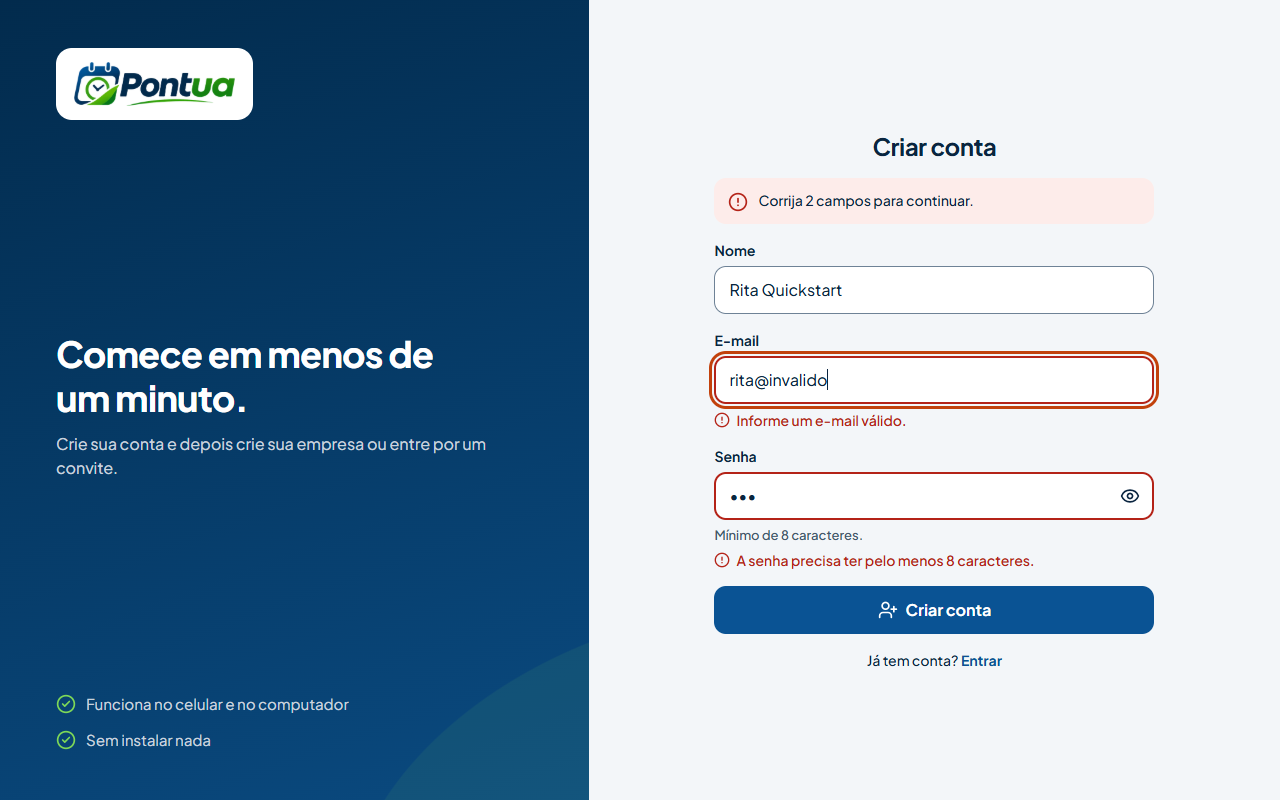 Pontua
Comece em menos de
um minuto.
Crie sua conta e depois crie sua empresa ou entre por um
convite.
Funciona no celular e no computador
Sem instalar nada
Criar conta
Corrija 2 campos para continuar.
Nome
Rita Quickstart
E-mail
rita@invalido
Informe um e-mail válido.
Senha
•••
Mínimo de 8 caracteres.
A senha precisa ter pelo menos 8 caracteres.
Criar conta
Já tem conta? Entrar